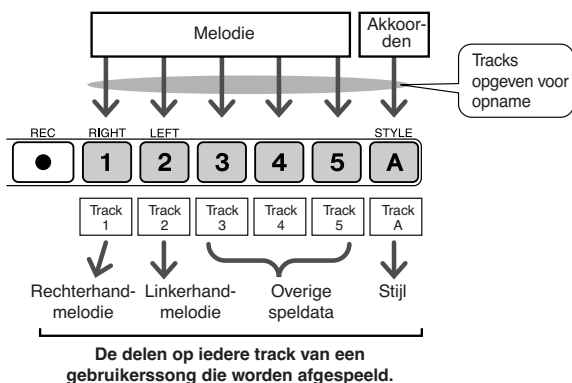 Melodie
Akkoor-
den
Tracks
opgeven voor
opname
REC RIGHT LEFT STYLE
1 2 3 4 5 A
Track Track Track Track Track Track
1 2 3 4 5 A
Rechterhand- Linkerhand- Overige Stijl
melodie melodie speldata
De delen op iedere track van een
gebruikerssong die worden afgespeeld.